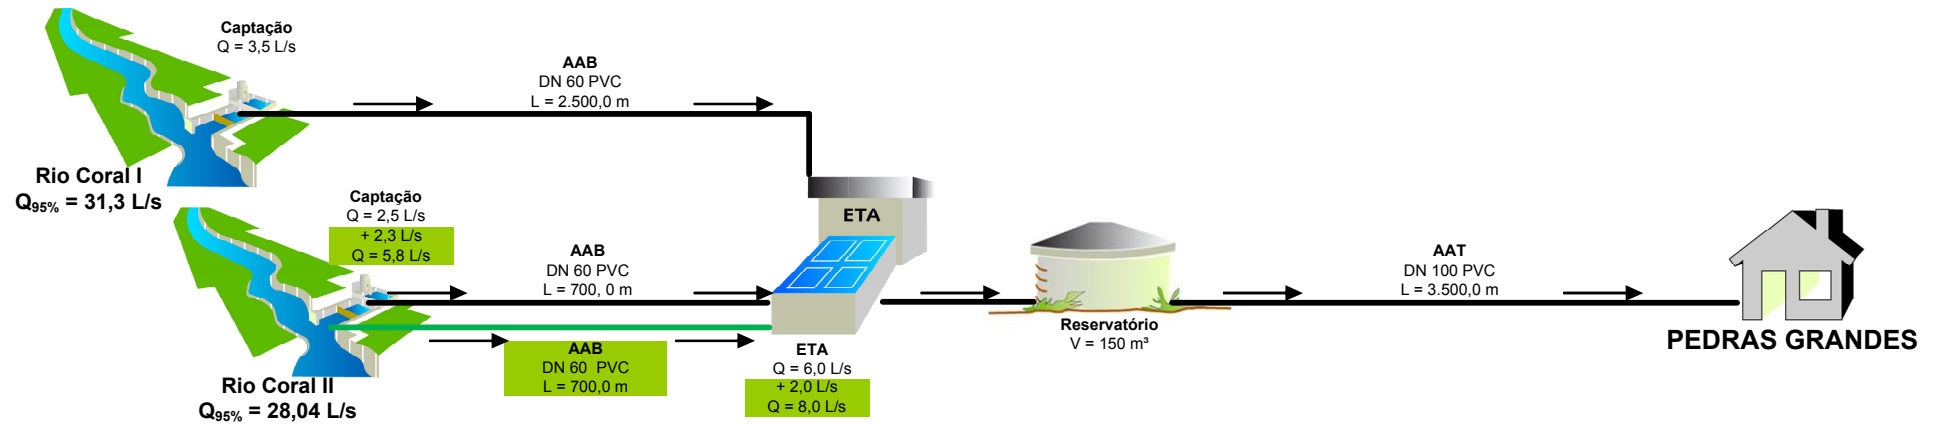 Captação
Q = 3,5 L/s
AAB
DN 60 PVC
L = 2.500,0 m
Rio Coral I
Q95% = 31,3 L/s
Captação
Q = 2,5 L/s
+ 2,3 L/s
Q = 5,8 L/s
AAB
DN 60 PVC
L = 700, 0 m
ETA
AAT
DN 100 PVC
L = 3.500,0 m
Reservatório
V = 150 m³
PEDRAS GRANDES
AAB
DN 60 PVC
L = 700,0 m
ETA
Q = 6,0 L/s
+ 2,0 L/s
Q = 8,0 L/s
Rio Coral II
Q95% = 28,04 L/s